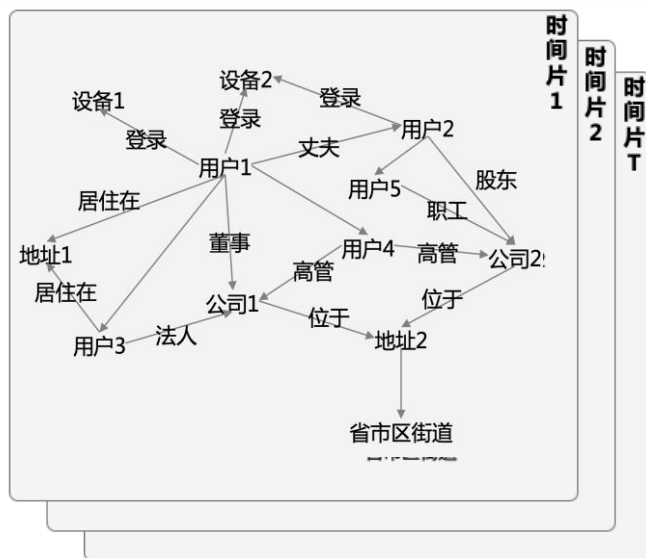 时间片1
时间片2
时间片T
设备2
设备1
登录
登录
登录
用户2
丈夫
用户1
用户5
股东
居住在
职工
董事
用户4
高管
地址1
公司2
高管
居住在
公司1
位于
位于
用户3
法人
地址2
省市区街道